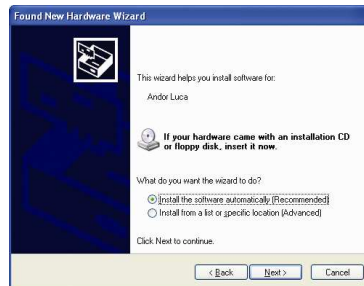 Found New Hardware Wizard
This wizard helps you install software for:
Andor Luca
If your hardware came with an installation CD
or floppy disk, insert it now.
What do you want the wizard to do?
Install the software automatically (Recommended)
Install from a list or specific location (Advanced)
Click Next to continue.
< Back Next > Cancel